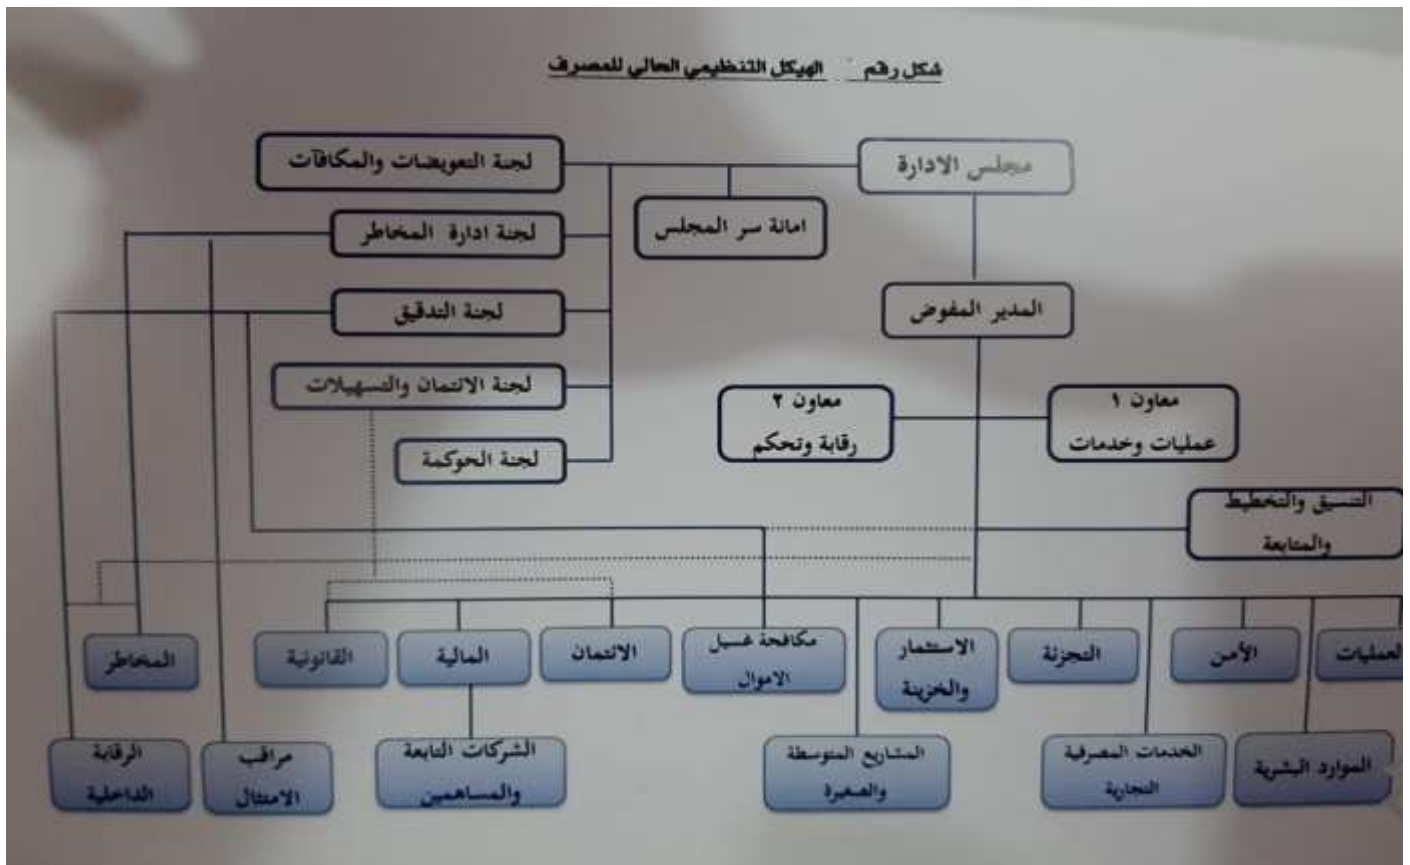 شكل رقم الهيكل التنظيمي الحالي للمصرف
مجلس الادارة
لجنة التعويضات والمكافآت
امانة سر المجلس
لجنة ادارة المخاطر
المدير المفوض
لجنة التدقيق
لجنة الائتمان والتسهيلات
معاون ١
عمليات وخدمات
معاون ٢
رقابة وتحكم
لجنة الحوكمة
التنسيق والتخطيط
والمتابعة
العمليات
الأمن
التجزئة
الاستثمار
والخزينة
مكافحة غسيل
الاموال
الائتمان
المالية
القانونية
المخاطر
الموارد البشرية
الخدمات المصرفية
التجارية
المشاريع المتوسطة
والصغيرة
الشركات التابعة
والمساهمين
مراقب
الامتثال
الرقابة
الداخلية